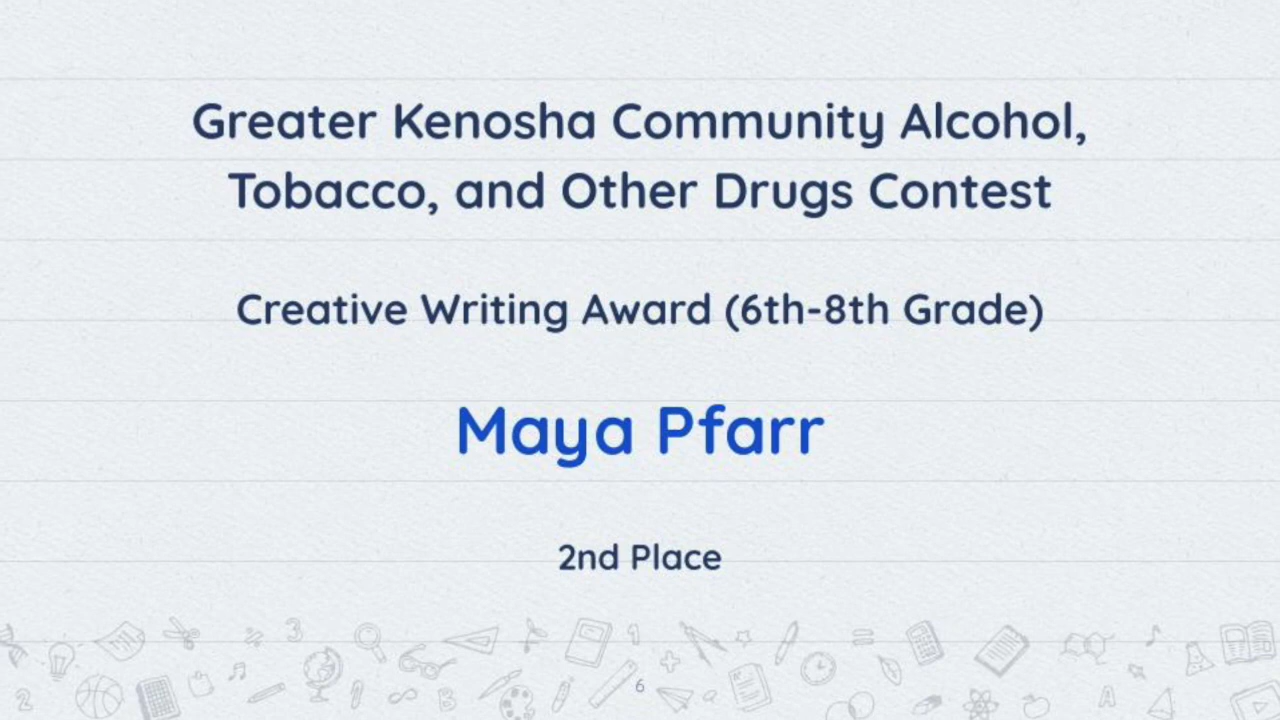 Greater Kenosha Community Alcohol,
Tobacco, and Other Drugs Contest
Creative Writing Award (6th-8th Grade)
Maya Pfarr
2nd Place
6